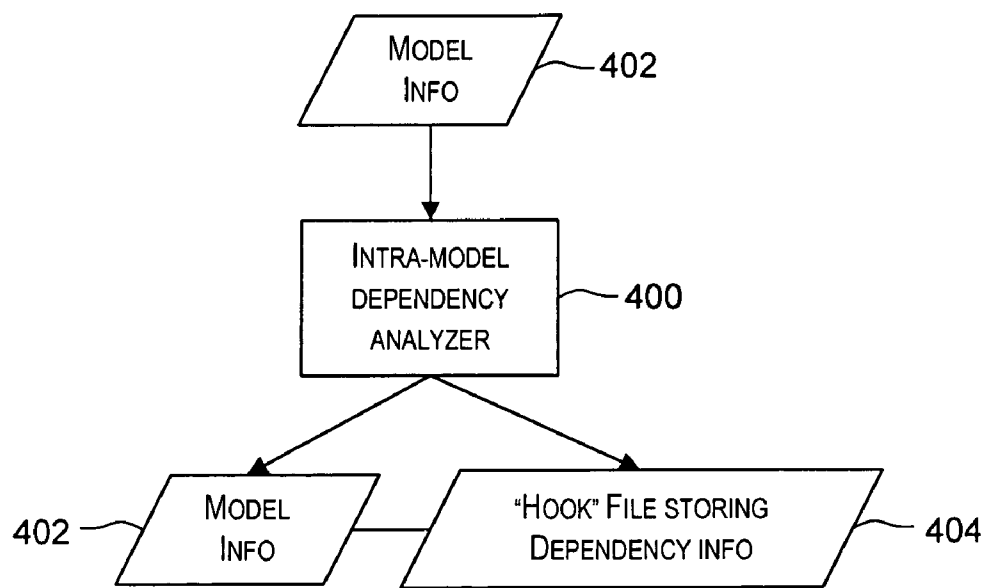 MODEL
INFO
402
INTRA-MODEL
DEPENDENCY
ANALYZER
400
MODEL
INFO
402
"HOOK" FILE STORING
DEPENDENCY INFO
404